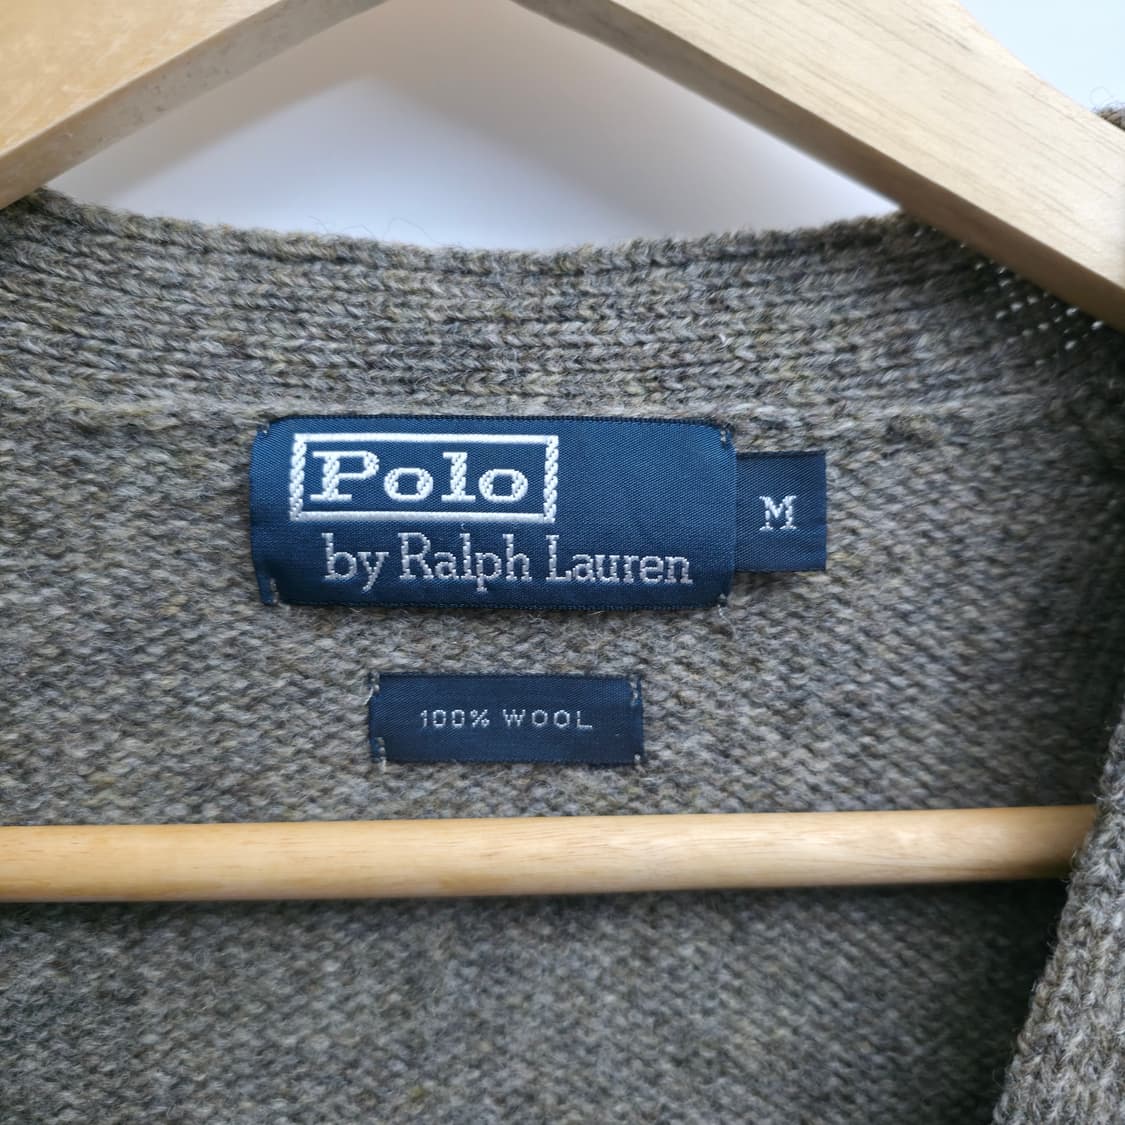 Polo
by Ralph Lauren
M
100% WOOL